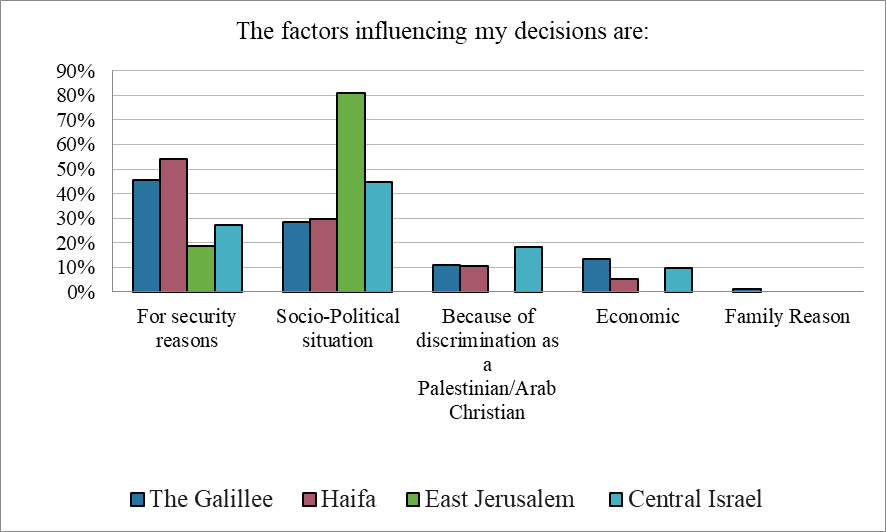 The factors influencing my decisions are:
90%
80%
70%
60%
50%
40%
30%
20%
10%
0%
For security
reasons
Socio-Political
situation
Because of
discrimination as
a
Palestinian/Arab
Christian
Economic
Family Reason
The Galillee
Haifa
East Jerusalem
Central Israel